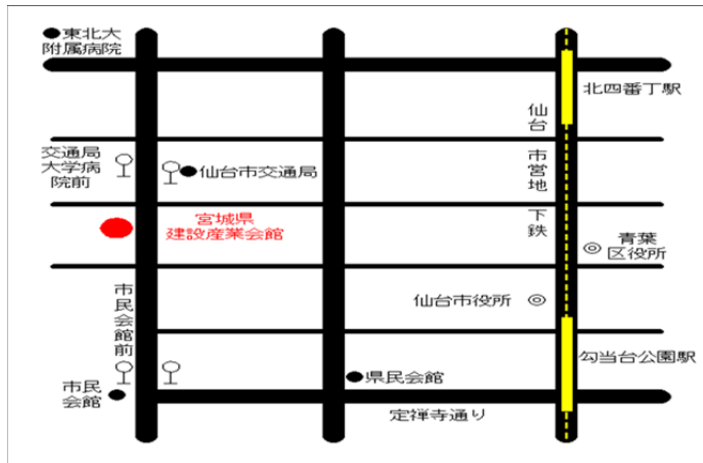 ●東北大
附属病院
北四番丁駅
仙台
市営地
下鉄
交通局
大学病
院前
●仙台市交通局
宮城県
建設産業会館
青葉
区役所
仙台市役所
市民会館前
勾当台公園駅
市民
会館
●県民会館
定禅寺通り